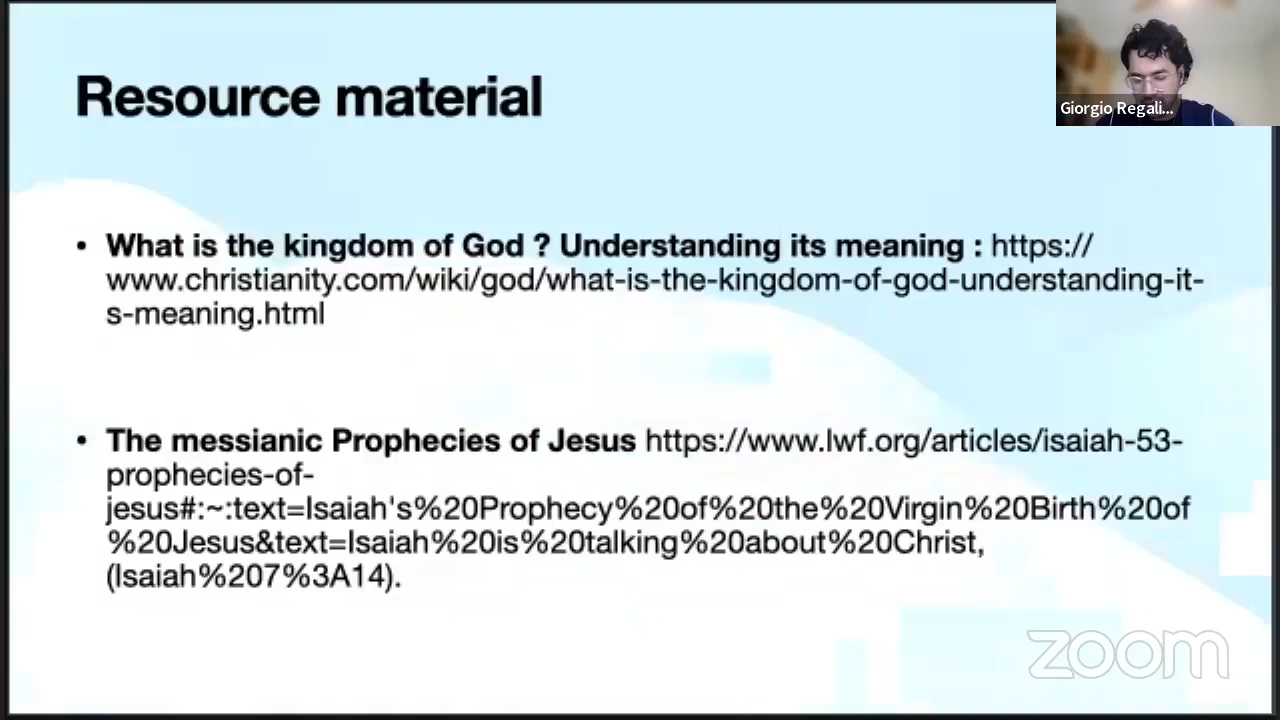 Resource material
Giorgio Regali...
• What is the kingdom of God ? Understanding its meaning : https://
www.christianity.com/wiki/god/what-is-the-kingdom-of-god-understanding-it-
s-meaning.html
• The messianic Prophecies of Jesus https://www.lwf.org/articles/isaiah-53-
prophecies-of-
jesus#:~:text=Isaiah's%20Prophecy%20of%20the%20Virgin%20Birth%20of
%20Jesus&text=Isaiah%20is%20talking%20about%20Christ,
(Isaiah%207%3A14).
zoom